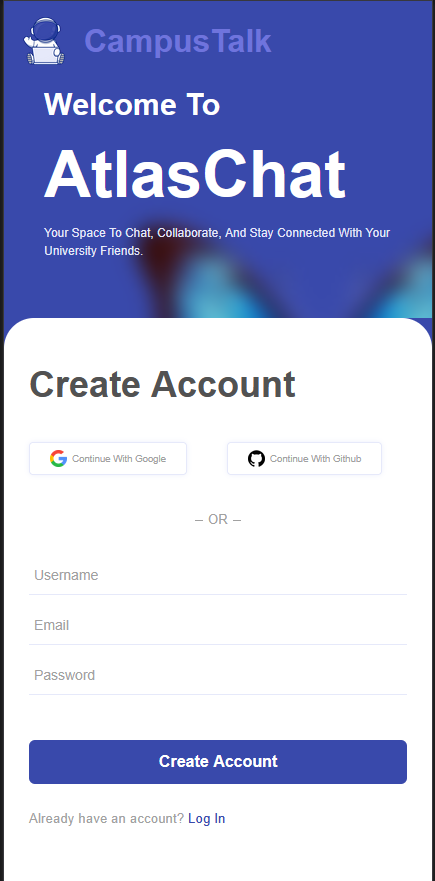 CampusTalk
Welcome To
AtlasChat
Your Space To Chat, Collaborate, And Stay Connected With Your
University Friends.
Create Account
Continue With Google
Continue With Github
– OR –
Username
Email
Password
Create Account
Already have an account? Log In